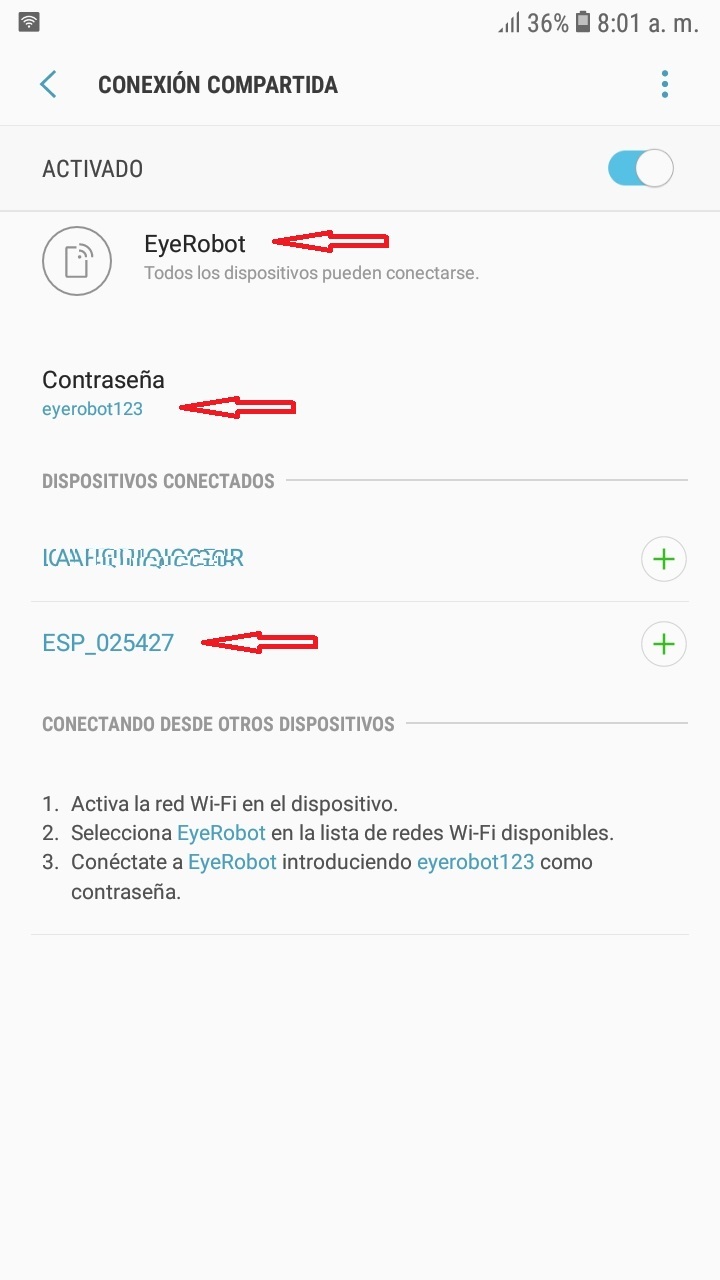 36% 8:01 a. m.
CONEXIÓN COMPARTIDA
ACTIVADO
EyeRobot
Todos los dispositivos pueden conectarse.
Contraseña
eyerobot123
DISPOSITIVOS CONECTADOS
ESP_025427
CONECTANDO DESDE OTROS DISPOSITIVOS
1. Activa la red Wi-Fi en el dispositivo.
2. Selecciona EyeRobot en la lista de redes Wi-Fi disponibles.
3. Conéctate a EyeRobot introduciendo eyerobot123 como
contraseña.